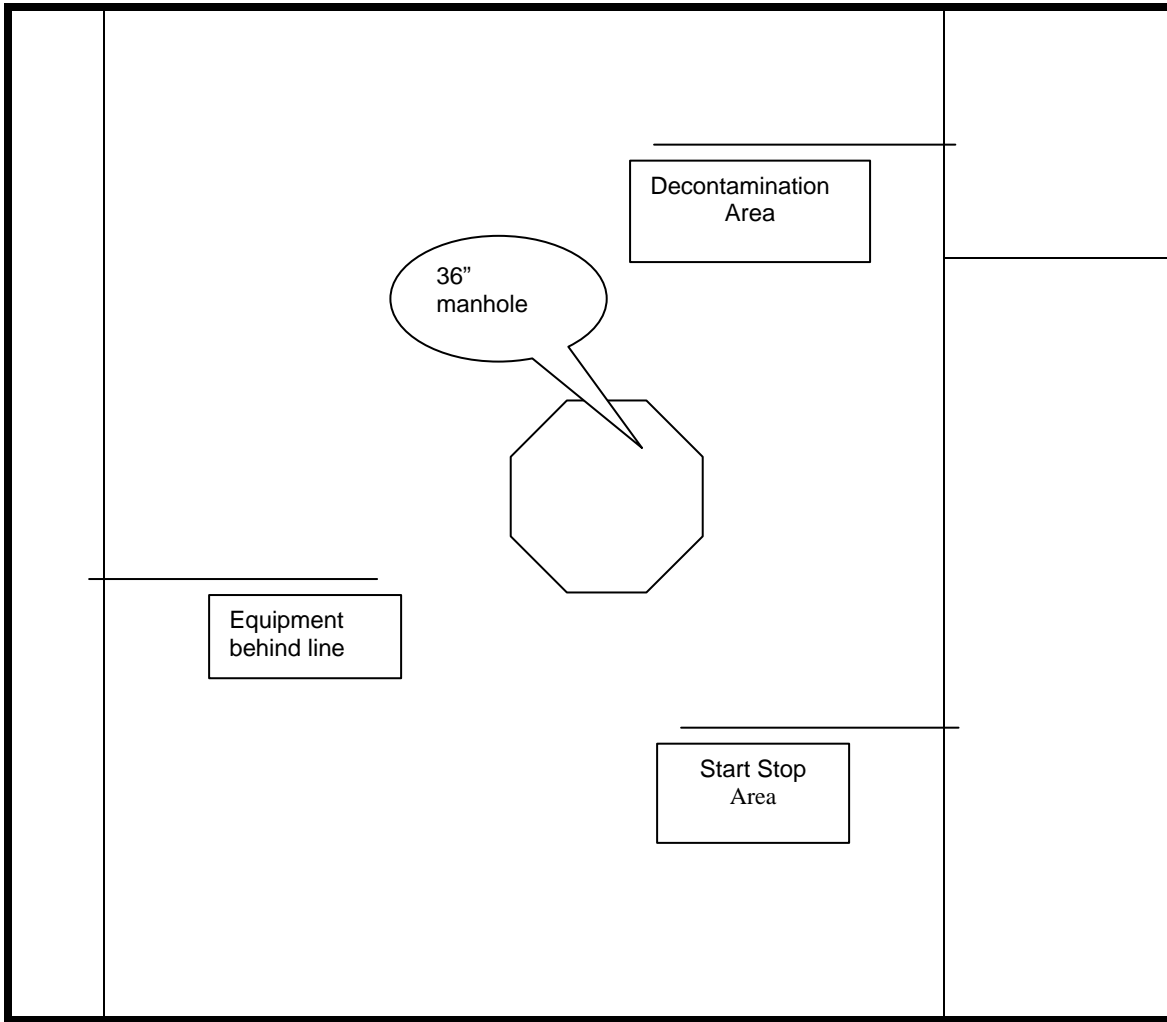 Decontamination
Area
36”
manhole
Equipment
behind line
Start Stop
Area